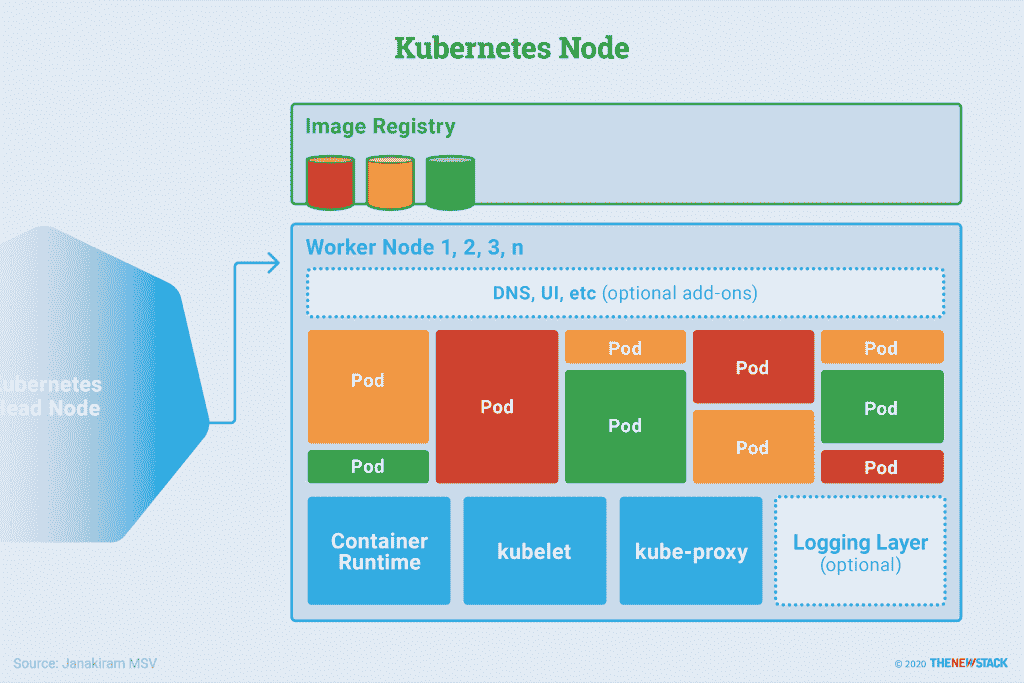 Kubernetes Node
Image Registry
Worker Node 1, 2, 3, n
DNS, UI, etc (optional add-ons)
Pod
Pod
Pod
Pod
Pod
Pod
Pod
Pod
Pod
Pod
Pod
Container
Runtime
kubelet
kube-proxy
Logging Layer
(optional)
ubernetes
ead Node
Source: Janakiram MSV
© 2020 THENEWSTACK